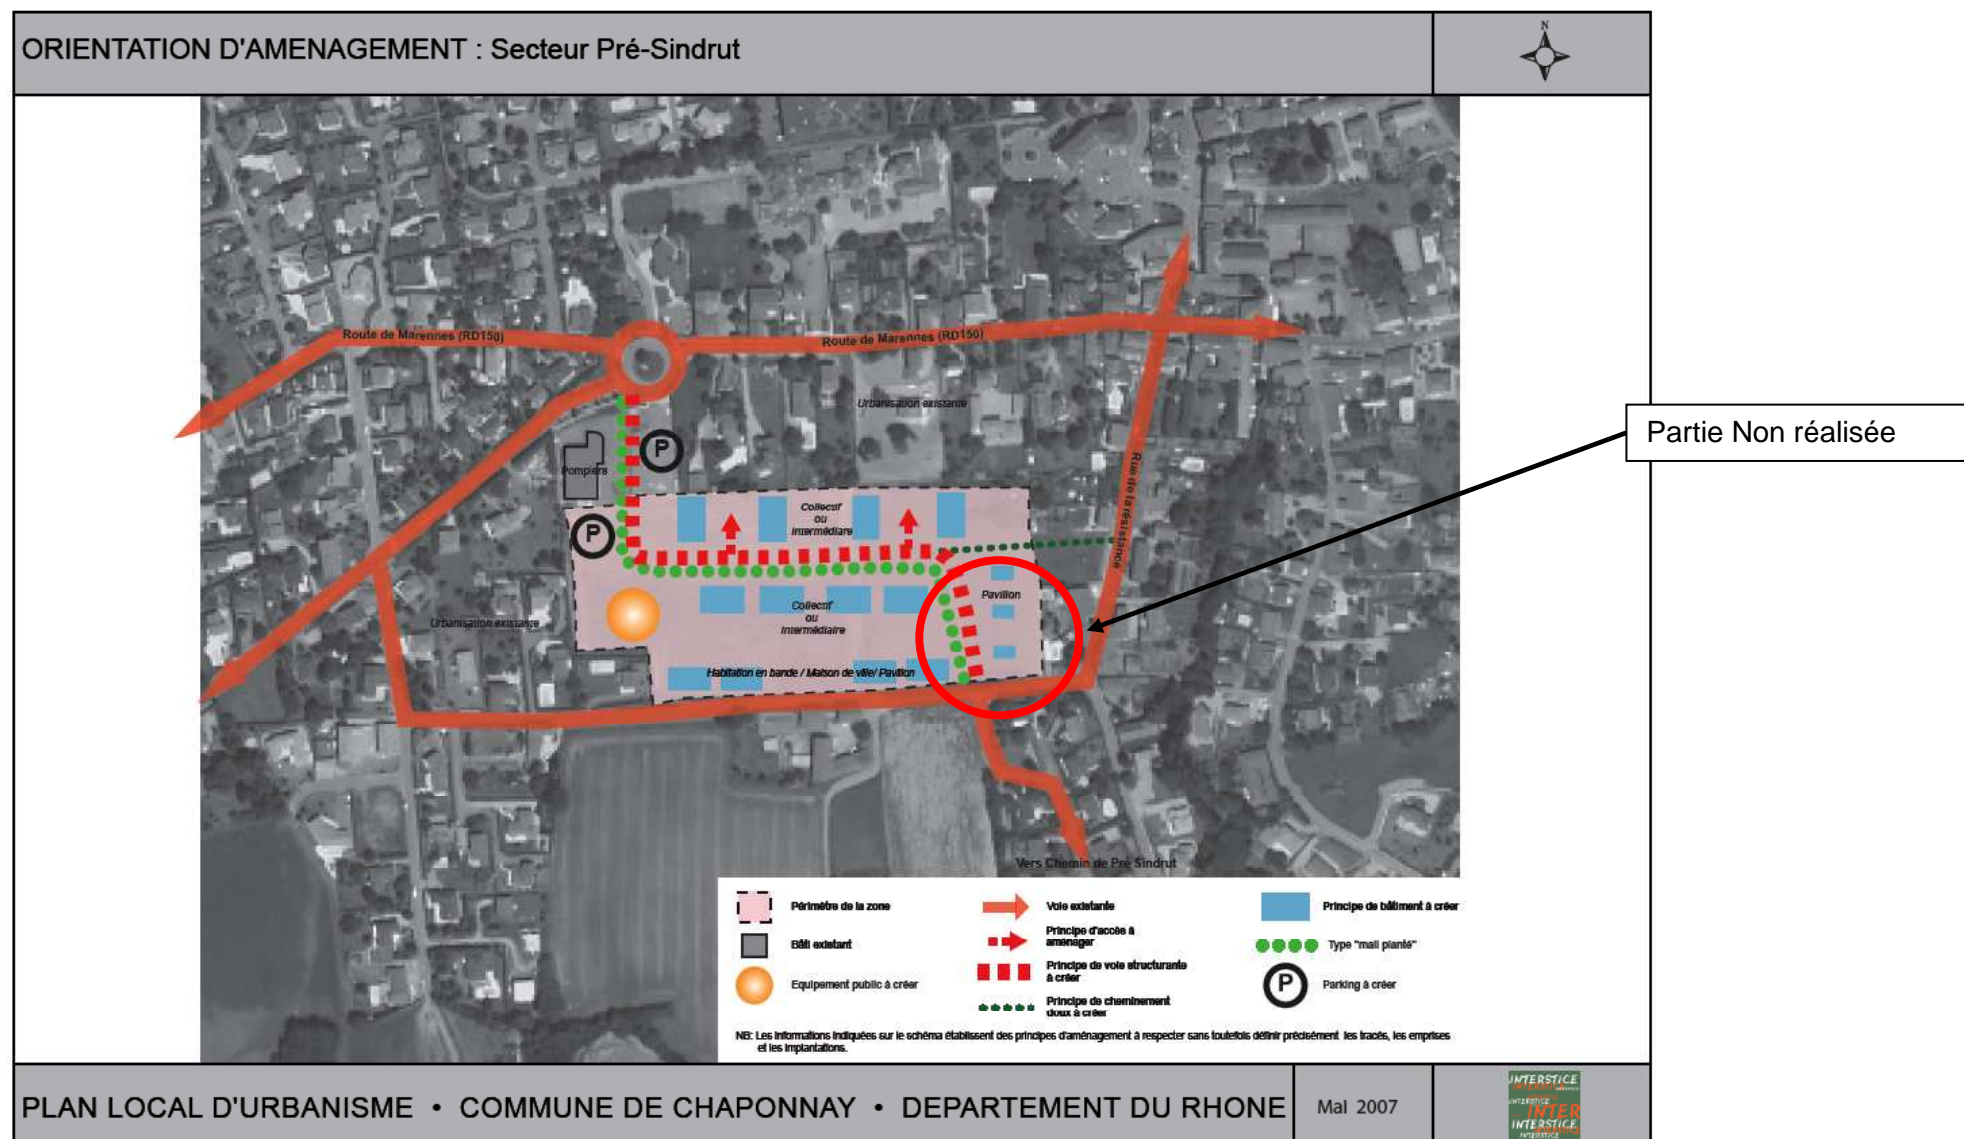 ORIENTATION D'AMENAGEMENT : Secteur Pré-Sindrut
N
Route de Marennes (RD150)
Route de Marennes (RD150)
Urbanisation existante
Partie Non réalisée
Rue de la résistance
Pompiers
P
P
Collectif
ou
intermédiare
Pavillon
Collectif
ou
intermédiaire
Urbanisation existante
Habitation en bande / Maison de ville/ Pavillon
Vers Chemin de Pré Sindrut
Périmètre de la zone
Bâti existant
Equipement public à créer
Voie existante
Principe d'accès à
aménager
Principe de voie structurante
à créer
Principe de cheminement
doux à créer
Principe de bâtiment à créer
Type "mail planté"
P
Parking à créer
NB: Les informations indiquées sur le schéma établissent des principes d'aménagement à respecter sans toutefois définir précisément les tracés, les emprises
et les implantations.
PLAN LOCAL D'URBANISME • COMMUNE DE CHAPONNAY • DEPARTEMENT DU RHONE
Mai 2007
INTERSTICE
INTER
INTERSTICE
INTERSTICE